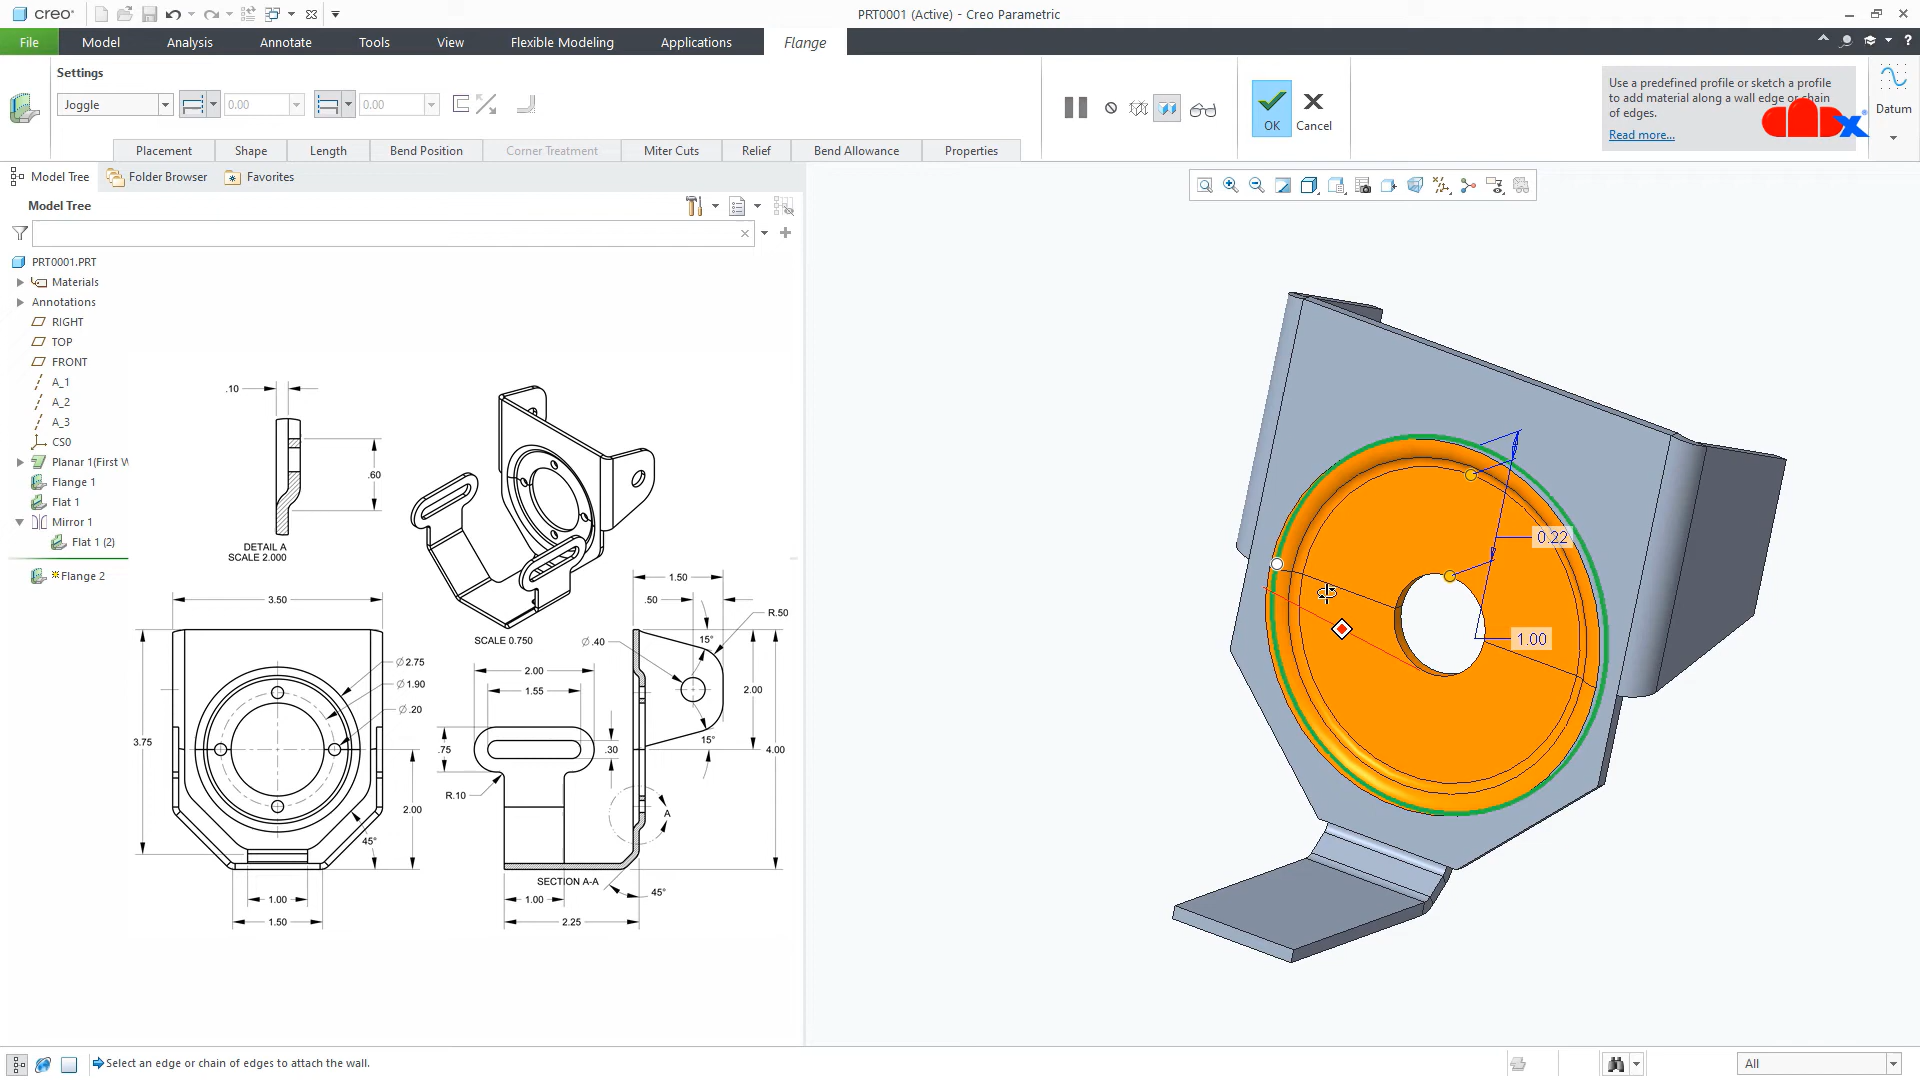 creo®
PRT0001 (Active) - Creo Parametric
File
Model
Analysis
Annotate
Tools
View
Flexible Modeling
Applications
Flange
Settings
Joggle
0.00
0.00
OK
Cancel
Use a predefined profile or sketch a profile
to add material along a wall edge or chain
of edges.
Read more...
x
Datum
Placement
Shape
Length
Bend Position
Corner Treatment
Miter Cuts
Relief
Bend Allowance
Properties
Model Tree
Folder Browser
Favorites
Model Tree
PRT0001.PRT
Materials
Annotations
RIGHT
TOP
FRONT
A_1
A_2
A_3
CS0
Planar 1(First W
Flange 1
Flat 1
Mirror 1
Flat 1 (2)
Flange 2
.10
.60
DETAIL A
SCALE 2.000
SCALE 0.750
3.50
Ø2.75
Ø1.90
Ø.20
3.75
2.00
45°
1.00
1.50
1.50
.50
R.50
Ø.40
15°
2.00
1.55
2.00
.75
.30
15°
4.00
R.10
A
SECTION A-A
45°
1.00
2.25
0.22
1.00
Select an edge or chain of edges to attach the wall.
All